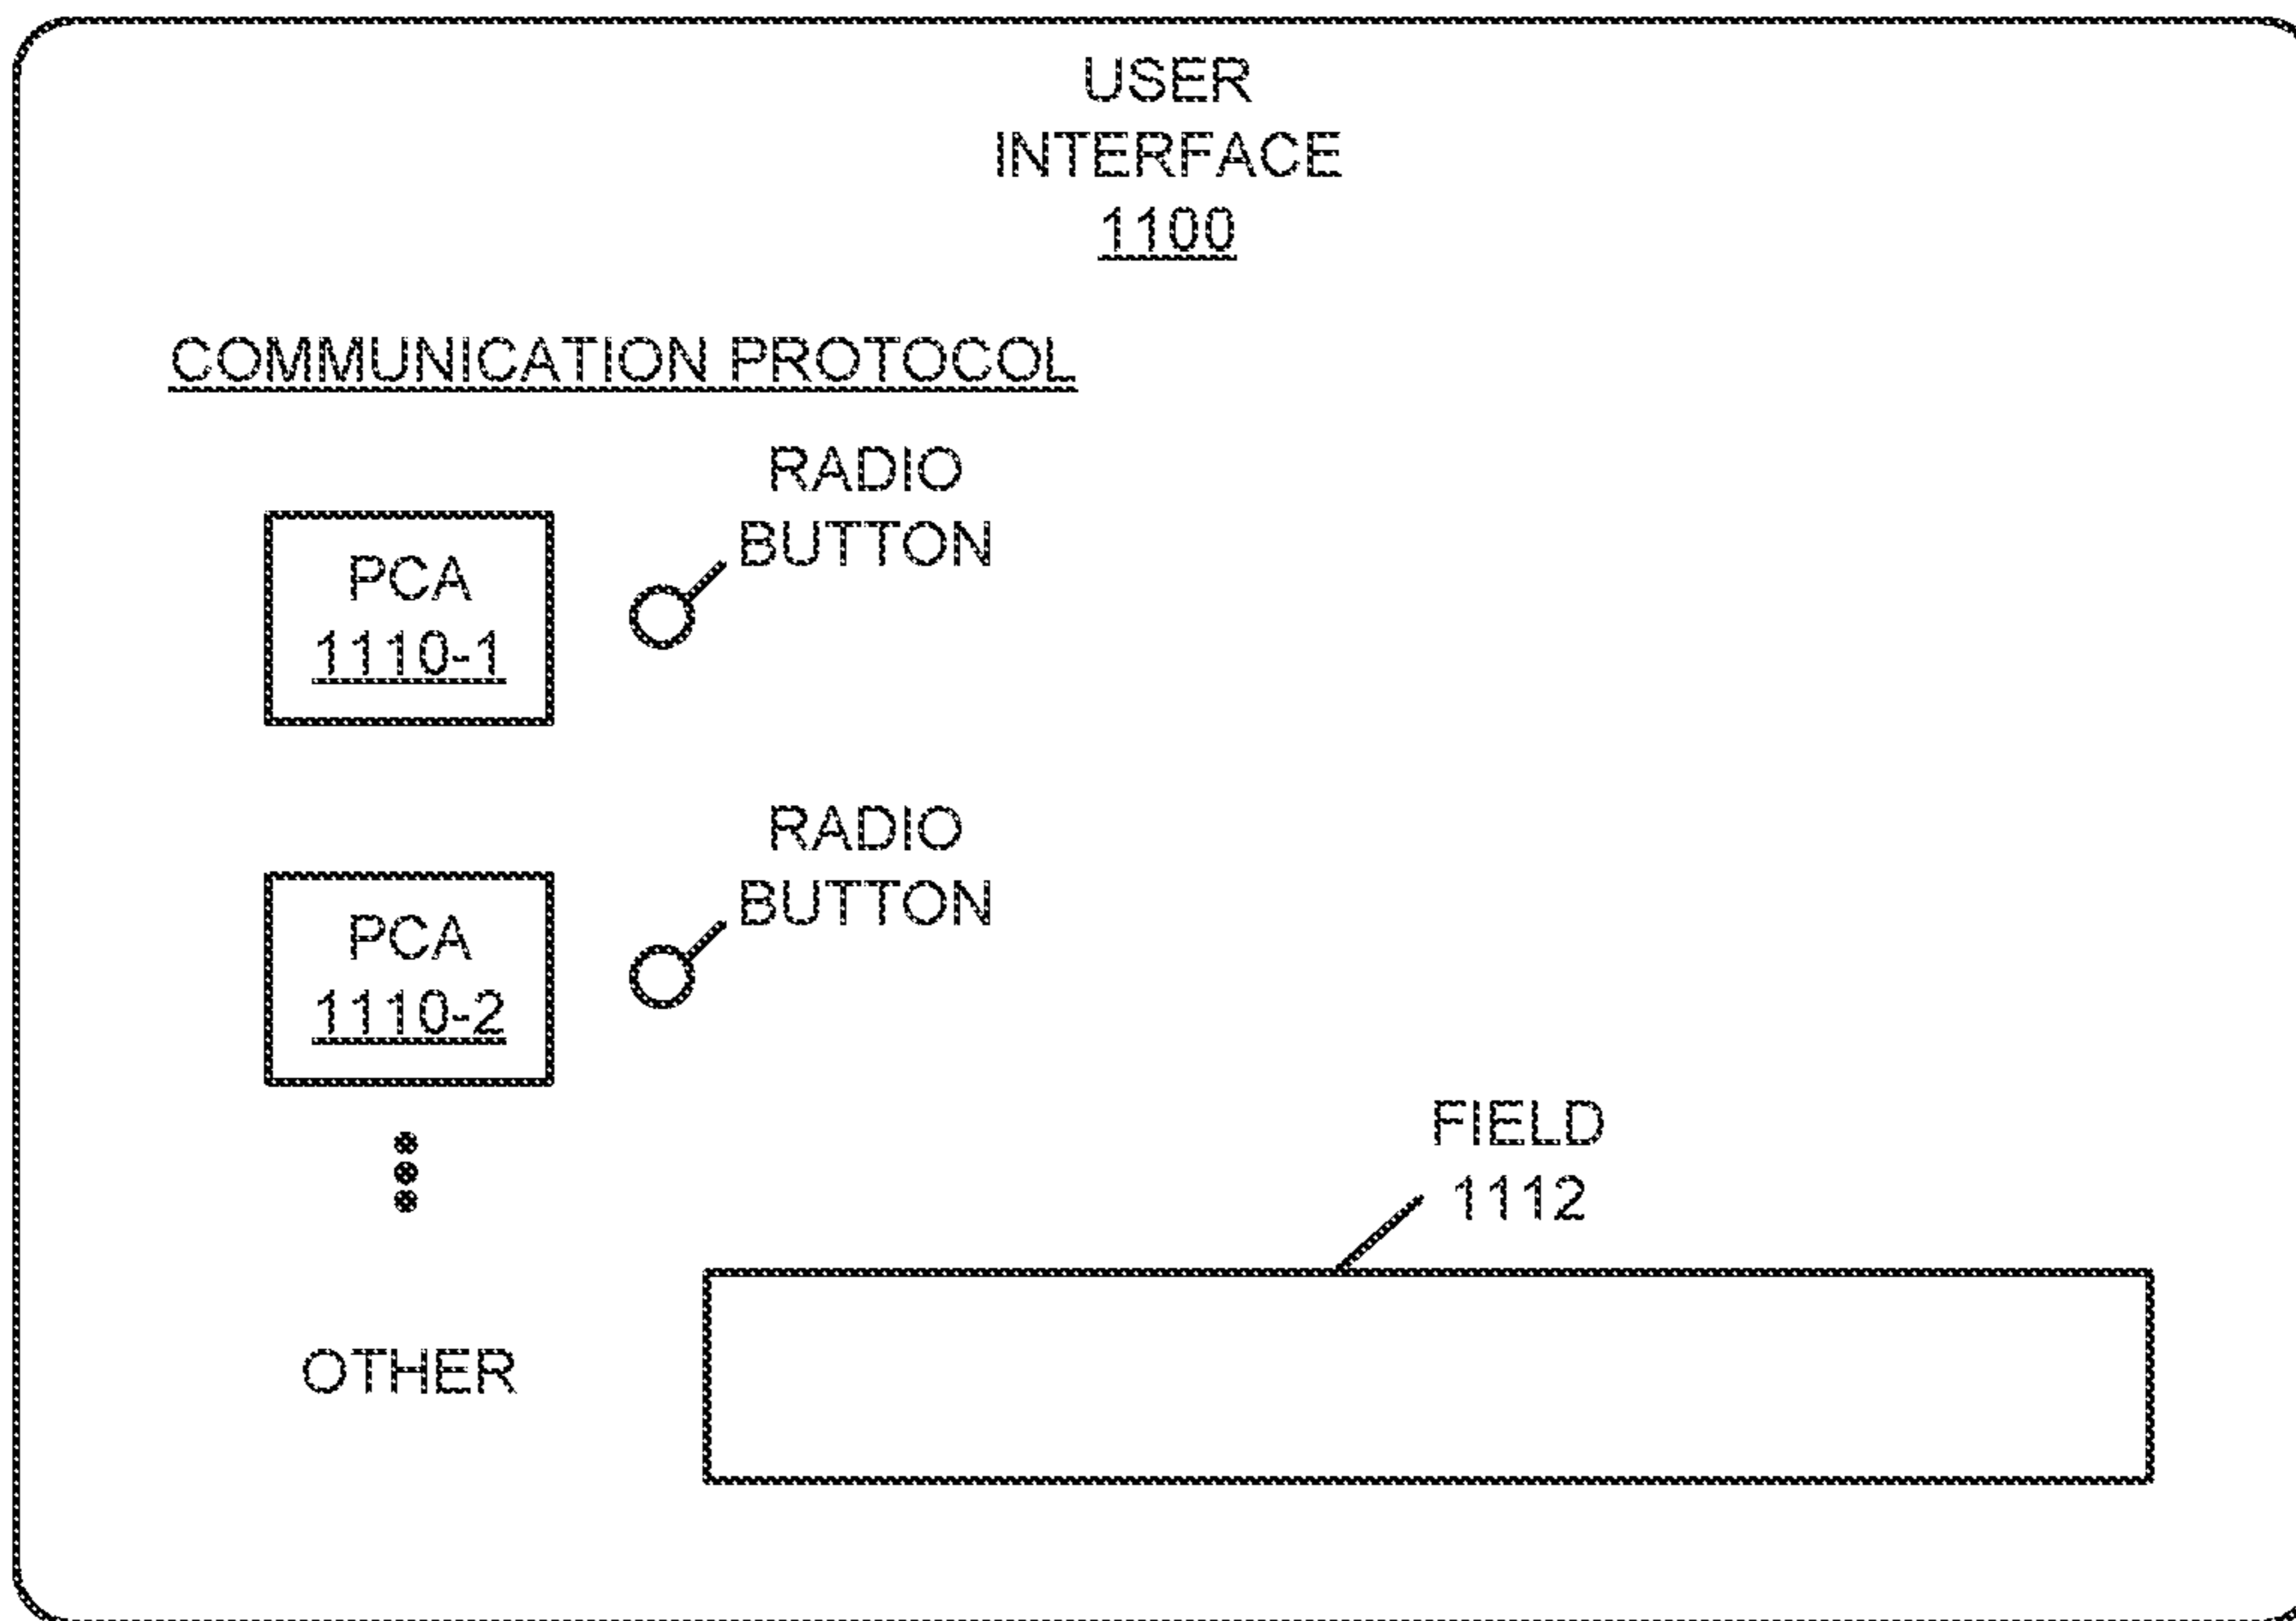 USER
INTERFACE
1100
COMMUNICATION PROTOCOL
RADIO
BUTTON
PCA
1110-1
RADIO
BUTTON
PCA
1110-2
FIELD
1112
OTHER